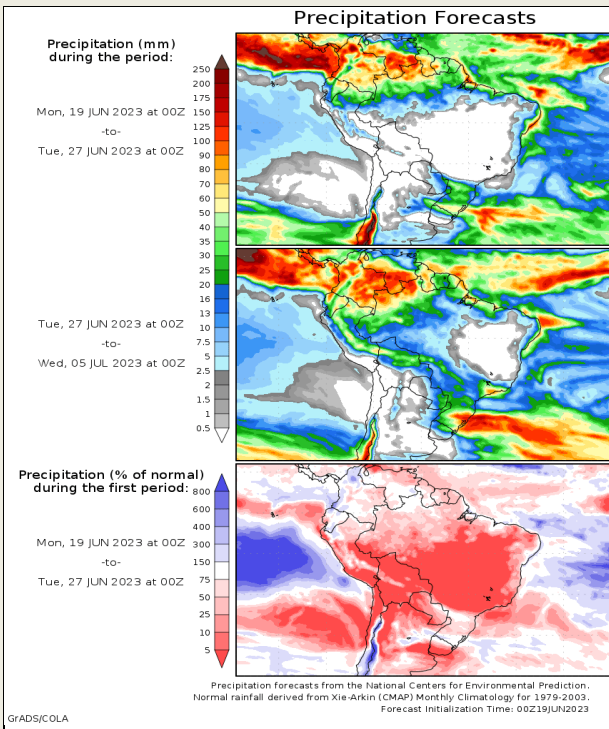 Precipitation Forecasts
Precipitation (mm)
during the period:
Mon, 19 JUN 2023 at 00Z
-to-
Tue, 27 JUN 2023 at 00Z
250
200
175
150
125
100
90
80
70
60
50
40
35
30
25
20
16
13
10
7.5
5
2.5
2
1.5
1
0.5
Tue, 27 JUN 2023 at 00Z
-to-
Wed, 05 JUL 2023 at 00Z
Precipitation (% of normal)
during the first period:
Mon, 19 JUN 2023 at 00Z
-to-
Tue, 27 JUN 2023 at 00Z
800
600
400
300
150
75
50
25
10
5
Precipitation forecasts from the National Centers for Environmental Prediction.
Normal rainfall derived from Xie-Arkin (CMAP) Monthly Climatology for 1979-2003.
Forecast Initialization Time: 00Z19JUN2023
GrADS/COLA